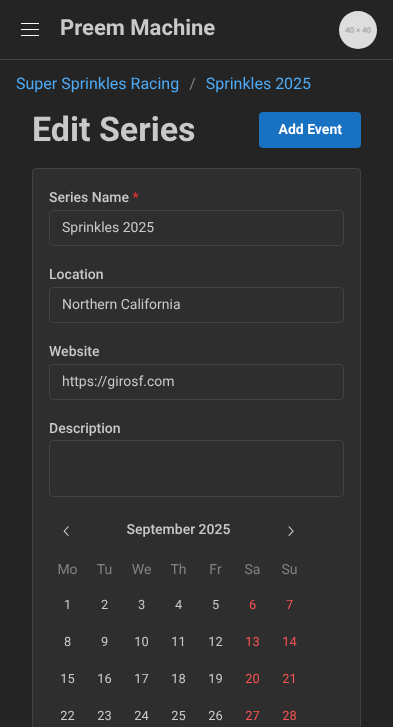 Preem Machine
40 × 40
Super Sprinkles Racing / Sprinkles 2025
Edit Series
Add Event
Series Name *
Sprinkles 2025
Location
Northern California
Website
https://girosf.com
Description
September 2025
Mo Tu We Th Fr Sa Su
1 2 3 4 5 6 7
8 9 10 11 12 13 14
15 16 17 18 19 20 21
22 23 24 25 26 27 28